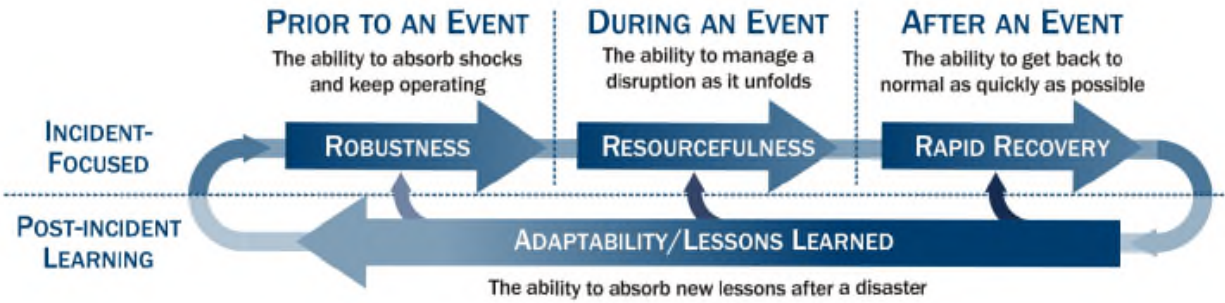 PRIOR TO AN EVENT
The ability to absorb shocks
and keep operating
DURING AN EVENT
The ability to manage a
disruption as it unfolds
AFTER AN EVENT
The ability to get back to
normal as quickly as possible
INCIDENT-
FOCUSED
ROBUSTNESS
RESOURCEFULNESS
RAPID RECOVERY
POST-INCIDENT
LEARNING
ADAPTABILITY/LESSONS LEARNED
The ability to absorb new lessons after a disaster